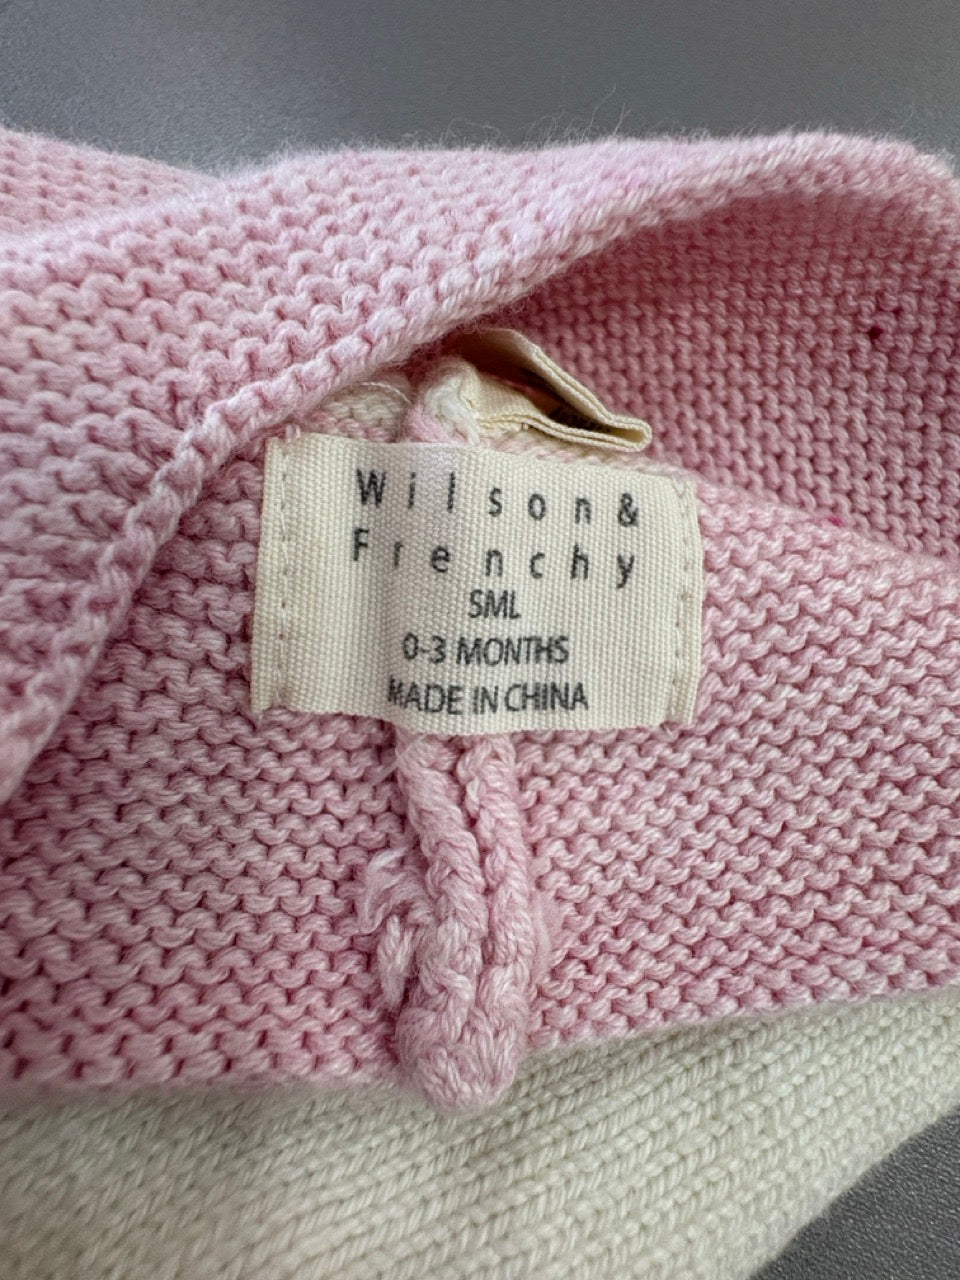 Wilson &
Frenchy
SML
0-3 MONTHS
MADE IN CHINA